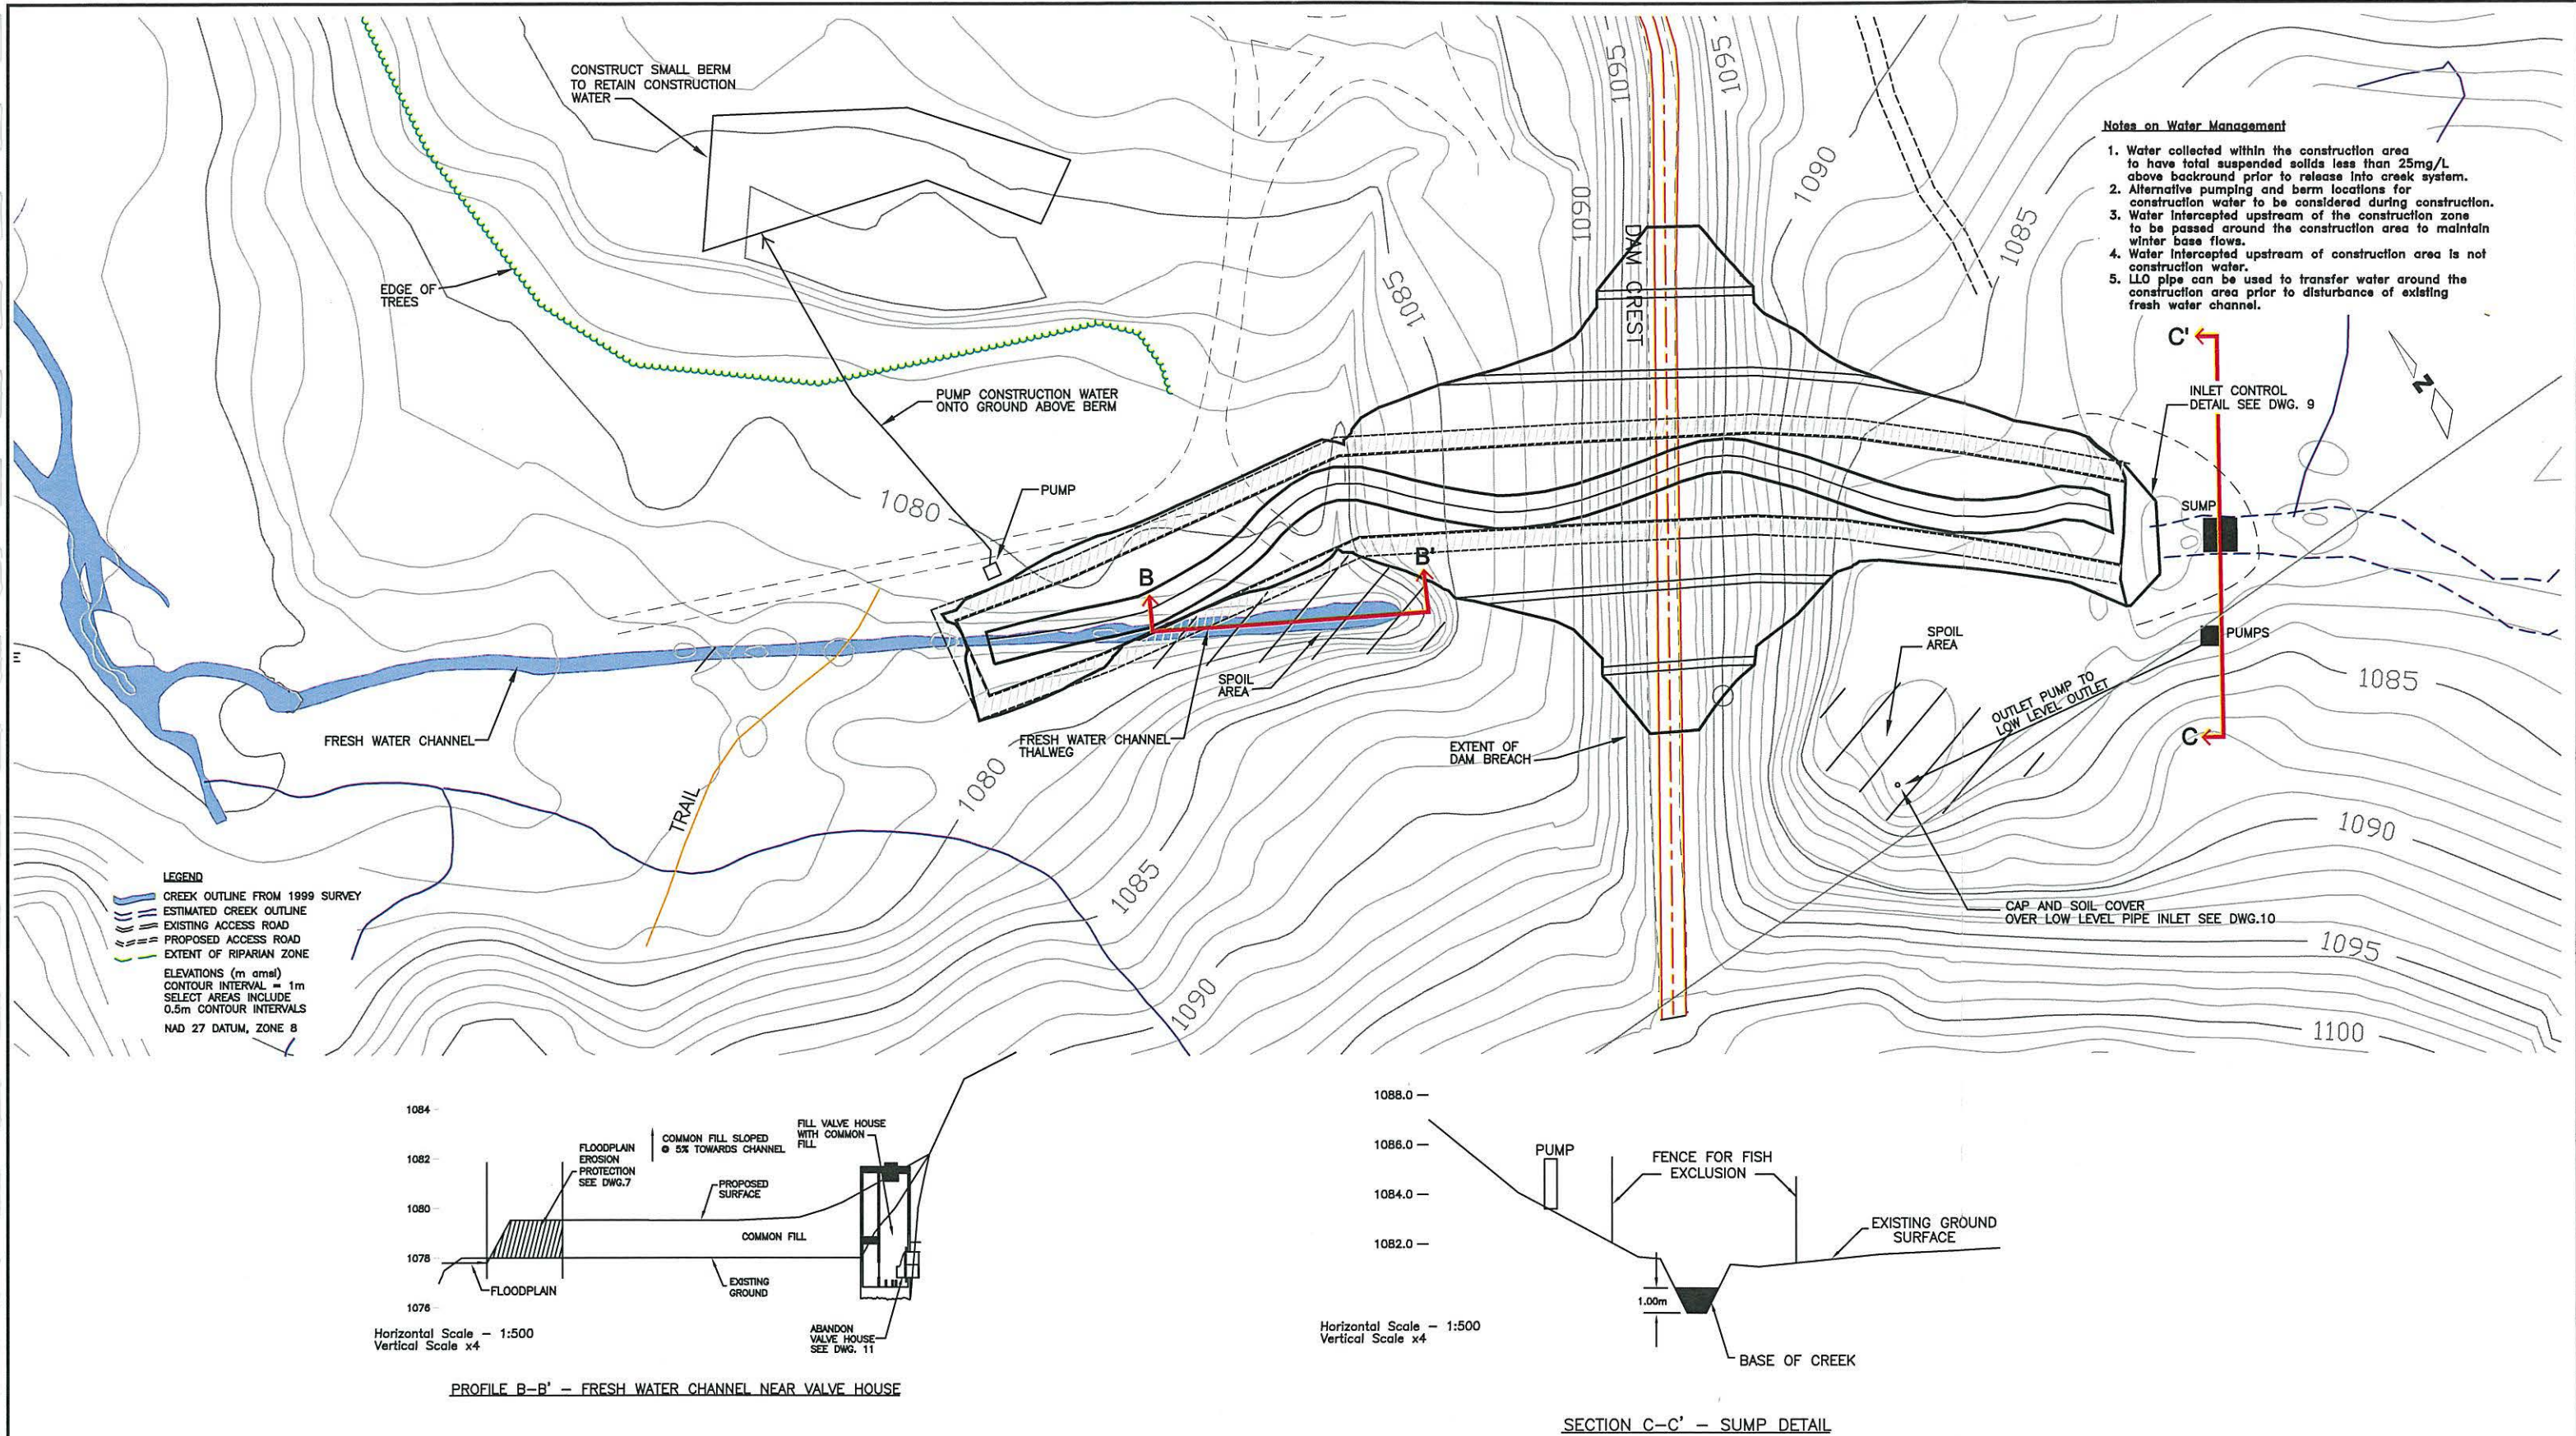 CONSTRUCT SMALL BERM
TO RETAIN CONSTRUCTION
WATER
1095
1095
Notes on Water Management
1. Water collected within the construction area
to have total suspended solids less than 25mg/L
above backround prior to release into creek system.
2. Alternative pumping and berm locations for
construction water to be considered during construction.
3. Water intercepted upstream of the construction zone
to be passed around the construction area to maintain
winter base flows.
4. Water intercepted upstream of construction area is not
construction water.
5. LLO pipe can be used to transfer water around the
construction area prior to disturbance of existing
fresh water channel.
1090
1090
1085
1085
DAM CREST
EDGE OF
TREES
C'
N
INLET CONTROL
DETAIL SEE DWG. 9
PUMP CONSTRUCTION WATER
ONTO GROUND ABOVE BERM
1080
PUMP
SUMP
B
B'
E
PUMPS
SPOIL
AREA
SPOIL
AREA
1085
OUTLET PUMP TO
LOW LEVEL OUTLET
C
FRESH WATER CHANNEL
FRESH WATER CHANNEL
THALWEG
EXTENT OF
DAM BREACH
1080
TRAIL
1090
1085
CAP AND SOIL COVER
OVER LOW LEVEL PIPE INLET SEE DWG.10
1095
1090
1100
LEGEND
CREEK OUTLINE FROM 1999 SURVEY
ESTIMATED CREEK OUTLINE
EXISTING ACCESS ROAD
PROPOSED ACCESS ROAD
EXTENT OF RIPARIAN ZONE
ELEVATIONS (m amsl)
CONTOUR INTERVAL = 1m
SELECT AREAS INCLUDE
0.5m CONTOUR INTERVALS
NAD 27 DATUM, ZONE 8
1084
1082
1080
1078
1076
FLOODPLAIN
EROSION
PROTECTION
SEE DWG.7
COMMON FILL SLOPED
@ 5% TOWARDS CHANNEL
FILL VALVE HOUSE
WITH COMMON
FILL
PROPOSED
SURFACE
COMMON FILL
FLOODPLAIN
EXISTING
GROUND
ABANDON
VALVE HOUSE
SEE DWG. 11
Horizontal Scale - 1:500
Vertical Scale x4
PROFILE B-B' - FRESH WATER CHANNEL NEAR VALVE HOUSE
1088.0
1086.0
1084.0
1082.0
PUMP
FENCE FOR FISH
EXCLUSION
EXISTING GROUND
SURFACE
1.00m
BASE OF CREEK
Horizontal Scale - 1:500
Vertical Scale x4
SECTION C-C' - SUMP DETAIL